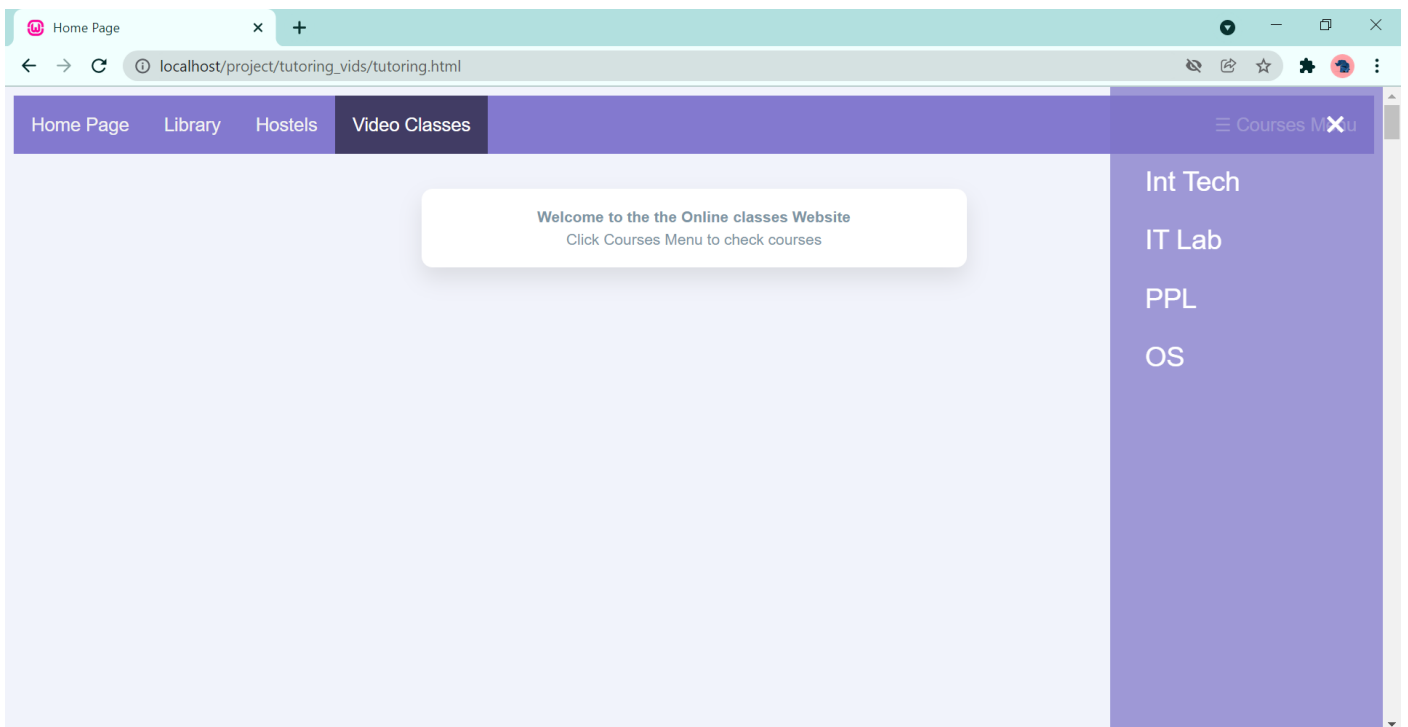 Home Page
localhost/project/tutoring_vids/tutoring.html
Home Page Library Hostels Video Classes ☰ Courses Menu
Welcome to the the Online classes Website
Click Courses Menu to check courses
Int Tech
IT Lab
PPL
OS